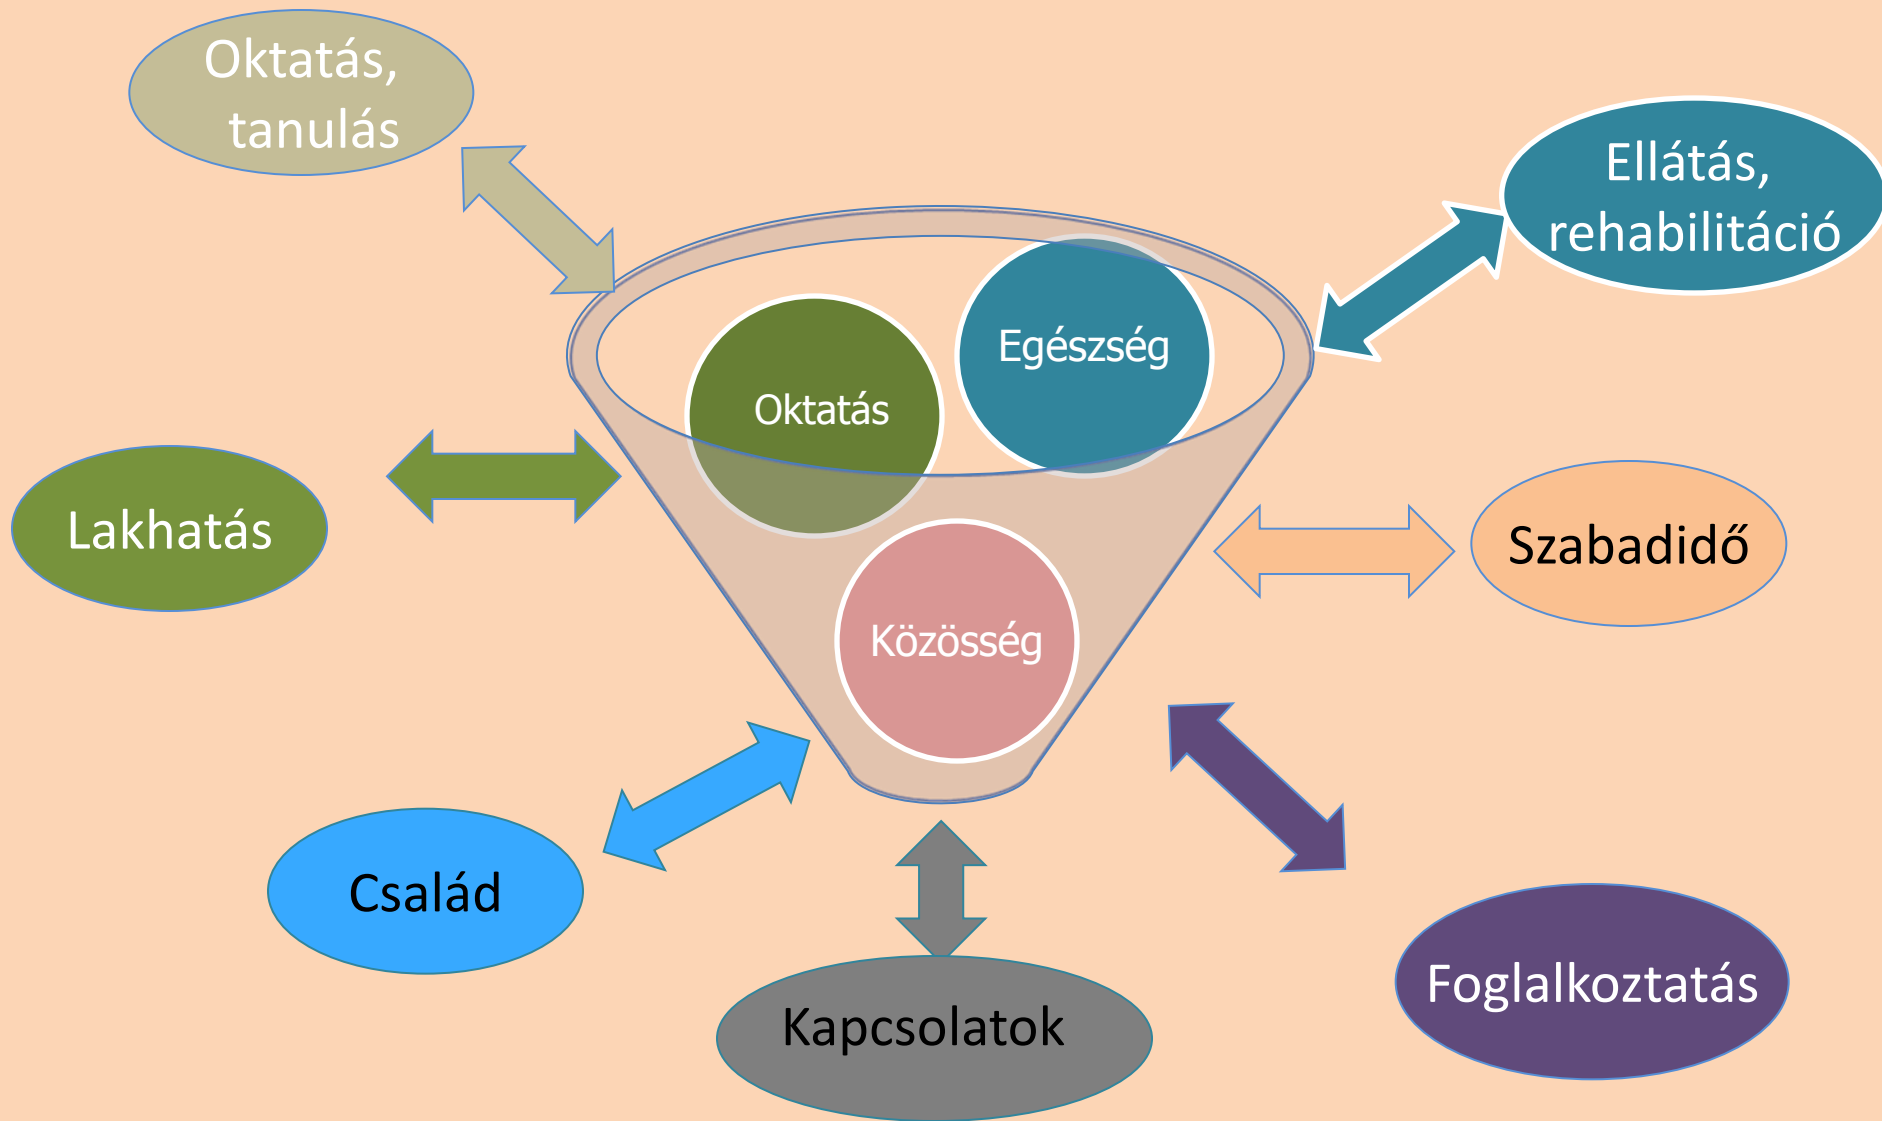 Oktatás,
tanulás
Ellátás,
rehabilitáció
Egészség
Oktatás
Lakhatás
Szabadidő
Közösség
Család
Kapcsolatok
Foglalkoztatás